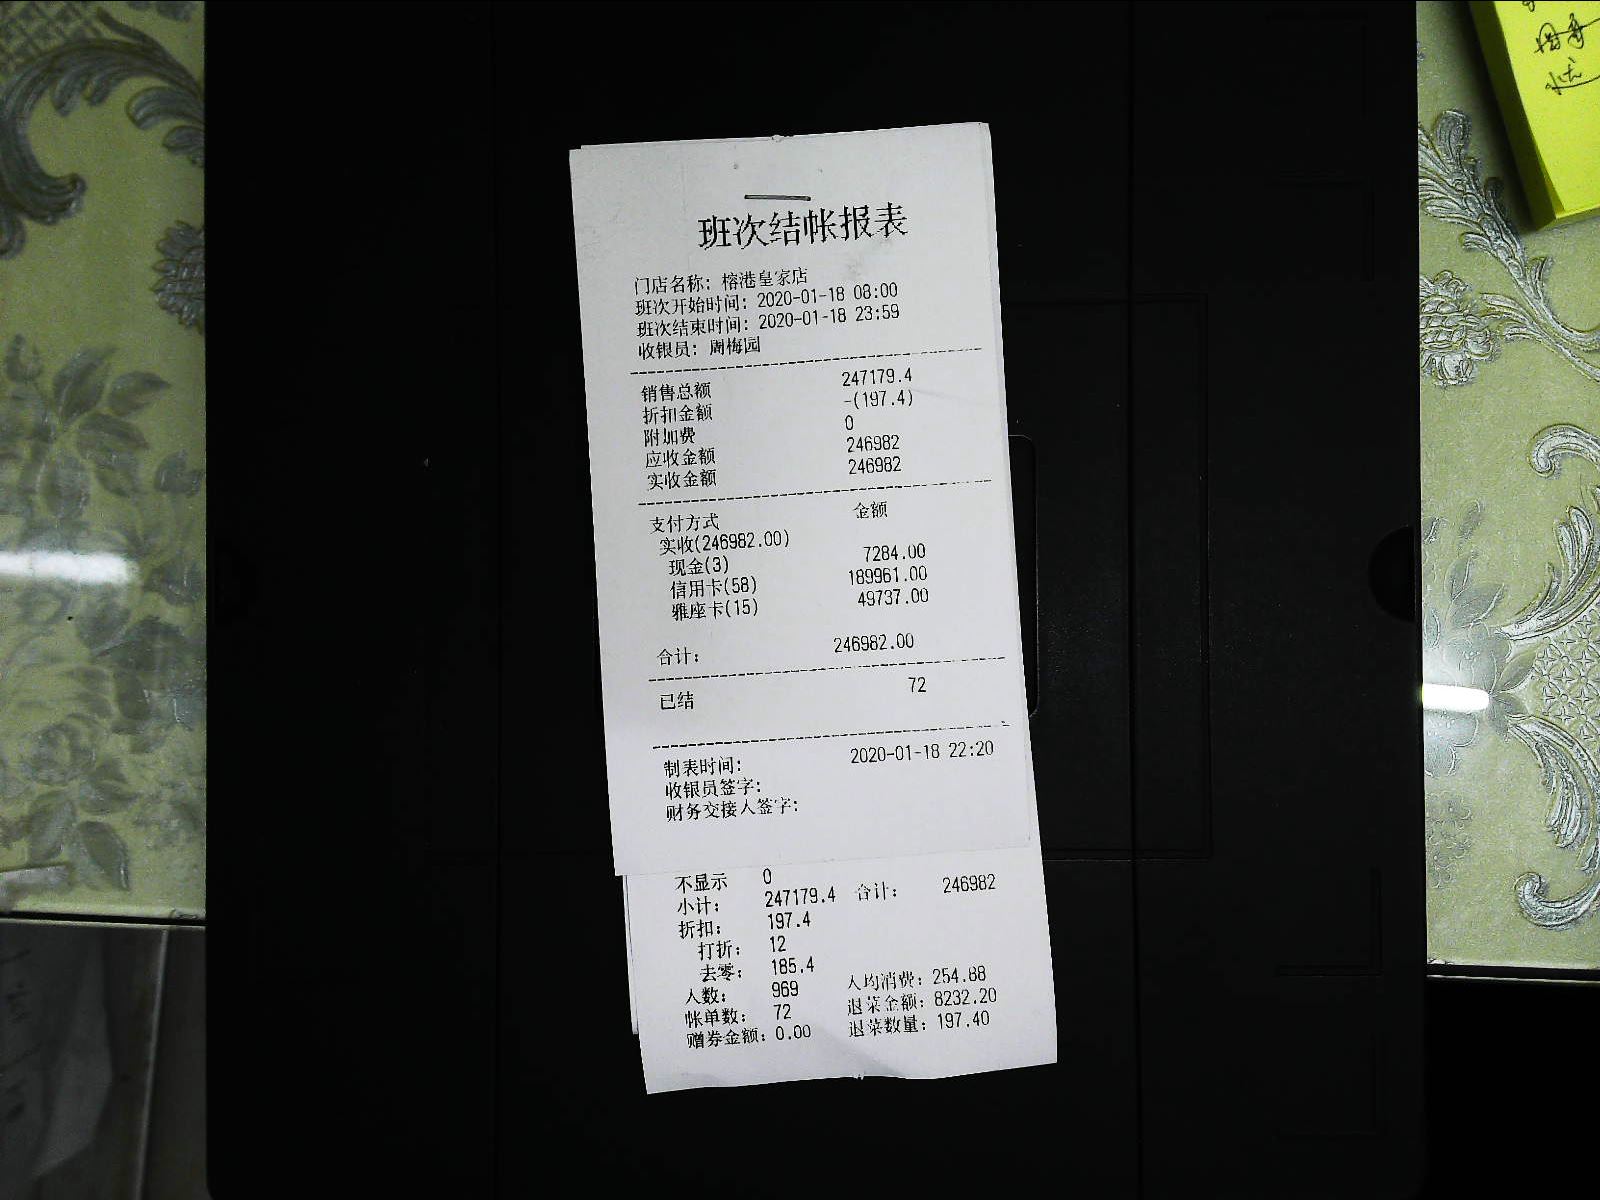 班次结帐报表
门店名称：榕港皇家店
班次开始时间：2020-01-18 08:00
班次结束时间：2020-01-18 23:59
收银员：周梅园
销售总额 247179.4
折扣金额 -(197.4)
附加费 0
应收金额 246982
实收金额 246982
支付方式 金额
实收(246982.00)
现金(3) 7284.00
信用卡(58) 189961.00
雅座卡(15) 49737.00
合计： 246982.00
已结 72
制表时间： 2020-01-18 22:20
收银员签字：
财务交接人签字：
不显示 0
小计： 247179.4 合计： 246982
折扣： 197.4
打折： 12
去零： 185.4
人数： 969 人均消费：254.88
帐单数： 72 退菜金额：8232.20
赠券金额：0.00 退菜数量：197.40